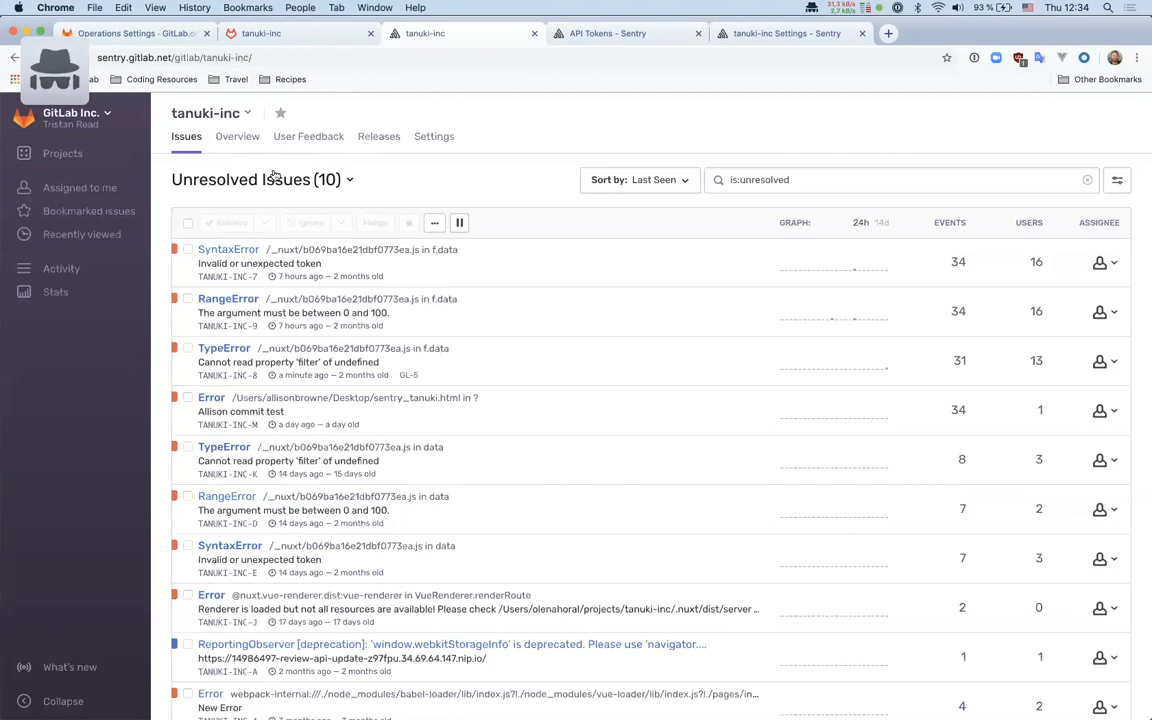 Chrome File Edit View History Bookmarks People Tab Window Help 31,3 kB/s 2,7 kB/s 93 % Thu 12:34
Operations Settings · GitLab.c × tanuki-inc × tanuki-inc × API Tokens – Sentry × tanuki-inc Settings – Sentry × +
sentry.gitlab.net/gitlab/tanuki-inc/
Coding Resources Travel Recipes Other Bookmarks
GitLab Inc.
Tristan Read
Projects
Assigned to me
Bookmarked issues
Recently viewed
Activity
Stats
What's new
Collapse
tanuki-inc
Issues Overview User Feedback Releases Settings
Unresolved Issues (10)
Sort by: Last Seen
is:unresolved
Resolve Ignore Merge
GRAPH: 24h 14d EVENTS USERS ASSIGNEE
SyntaxError /_nuxt/b069ba16e21dbf0773ea.js in f.data
Invalid or unexpected token
TANUKI-INC-7 7 hours ago — 2 months old
34 16
RangeError /_nuxt/b069ba16e21dbf0773ea.js in f.data
The argument must be between 0 and 100.
TANUKI-INC-9 7 hours ago — 2 months old
34 16
TypeError /_nuxt/b069ba16e21dbf0773ea.js in f.data
Cannot read property 'filter' of undefined
TANUKI-INC-8 a minute ago — 2 months old GL-5
31 13
Error /Users/allisonbrowne/Desktop/sentry_tanuki.html in ?
Allison commit test
TANUKI-INC-M a day ago — a day old
34 1
TypeError /_nuxt/b069ba16e21dbf0773ea.js in data
Cannot read property 'filter' of undefined
TANUKI-INC-K 14 days ago — 15 days old
8 3
RangeError /_nuxt/b069ba16e21dbf0773ea.js in data
The argument must be between 0 and 100.
TANUKI-INC-D 14 days ago — 2 months old
7 2
SyntaxError /_nuxt/b069ba16e21dbf0773ea.js in data
Invalid or unexpected token
TANUKI-INC-E 14 days ago — 2 months old
7 3
Error @nuxt.vue-renderer.dist:vue-renderer in VueRenderer.renderRoute
Renderer is loaded but not all resources are available! Please check /Users/olenahoral/projects/tanuki-inc/.nuxt/dist/server ...
TANUKI-INC-J 17 days ago — 17 days old
2 0
ReportingObserver [deprecation]: 'window.webkitStorageInfo' is deprecated. Please use 'navigator....
https://14986497-review-api-update-z97fpu.34.69.64.147.nip.io/
TANUKI-INC-A 2 months ago — 2 months old
1 1
Error webpack-internal:///./node_modules/babel-loader/lib/index.js?!./node_modules/vue-loader/lib/index.js?!./pages/in...
New Error
4 2